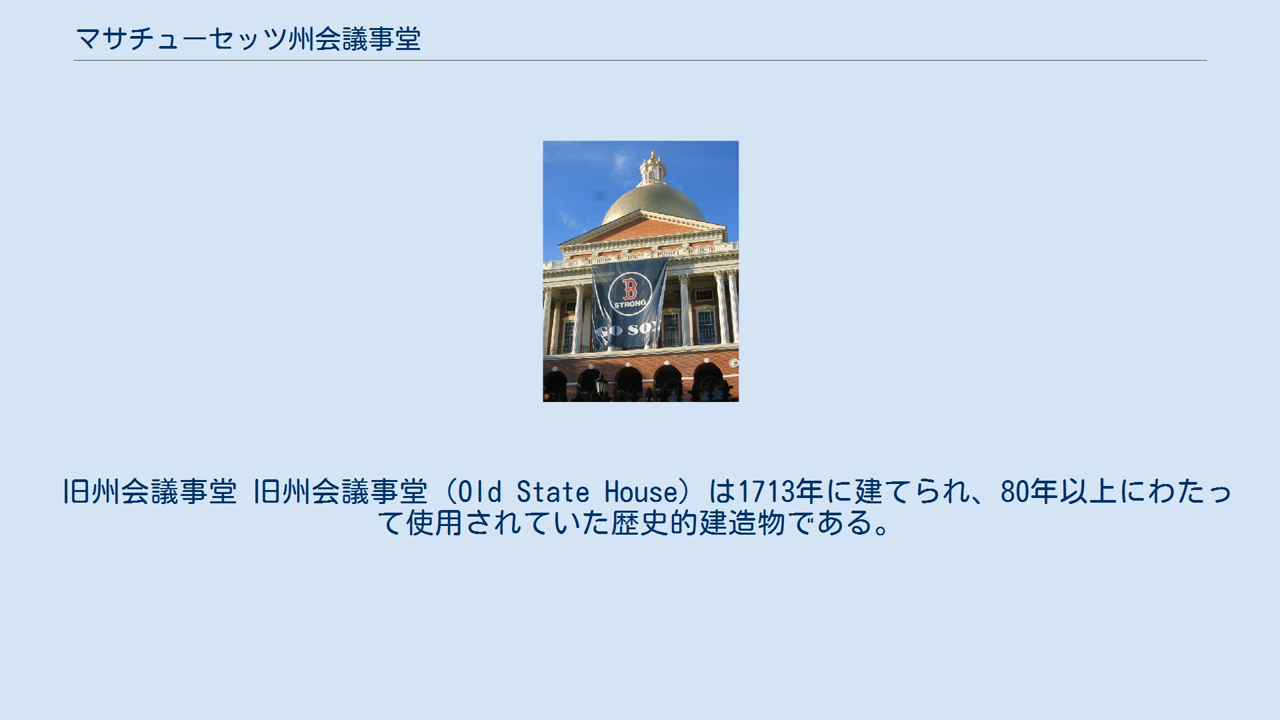 マサチューセッツ州会議事堂
B
STRONG
GO SOX
旧州会議事堂 旧州会議事堂（Old State House）は1713年に建てられ、80年以上にわたっ
て使用されていた歴史的建造物である。